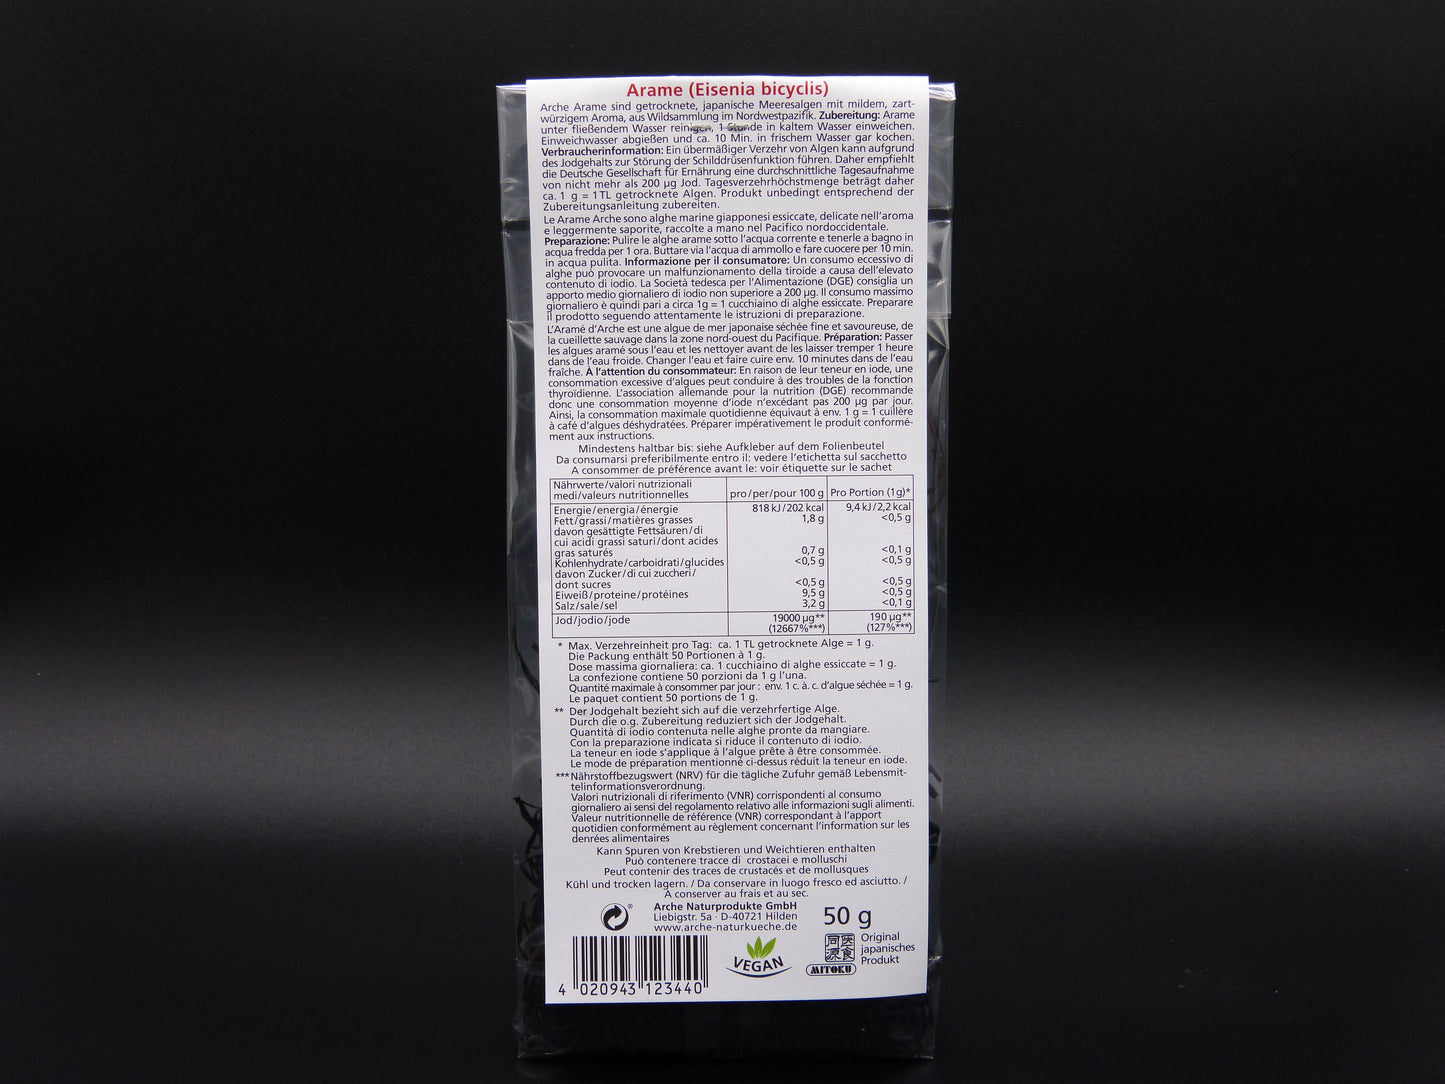 Arame (Eisenia bicyclis)
Arche Arame sind getrocknete, japanische Meeresalgen mit mildem, zart-
würzigem Aroma, aus Wildsammlung im Nordwestpazifik. Zubereitung: Arame
unter fließendem Wasser reinigen, 1 Stunde in kaltem Wasser einweichen.
Einweichwasser abgießen und ca. 10 Min. in frischem Wasser gar kochen.
Verbraucherinformation: Ein übermäßiger Verzehr von Algen kann aufgrund
des Jodgehalts zur Störung der Schilddrüsenfunktion führen. Daher empfiehlt
die Deutsche Gesellschaft für Ernährung eine durchschnittliche Tagesaufnahme
von nicht mehr als 200 µg Jod. Tagesverzehrhöchstmenge beträgt daher
ca. 1 g = 1TL getrocknete Algen. Produkt unbedingt entsprechend der
Zubereitungsanleitung zubereiten.
Le Arame Arche sono alghe marine giapponesi essiccate, delicate nell'aroma
e leggermente saporite, raccolte a mano nel Pacifico nordoccidentale.
Preparazione: Pulire le alghe arame sotto l'acqua corrente e tenerle a bagno in
acqua fredda per 1 ora. Buttare via l'acqua di ammollo e fare cuocere per 10 min.
in acqua pulita. Informazione per il consumatore: Un consumo eccessivo di
alghe può provocare un malfunzionamento della tiroide a causa dell'elevato
contenuto di iodio. La Società tedesca per l'Alimentazione (DGE) consiglia un
apporto medio giornaliero di iodio non superiore a 200 µg. Il consumo massimo
giornaliero è quindi pari a circa 1g = 1 cucchiaino di alghe essiccate. Preparare
il prodotto seguendo attentamente le istruzioni di preparazione.
L'Aramé d'Arche est une algue de mer japonaise séchée fine et savoureuse, de
la cueillette sauvage dans la zone nord-ouest du Pacifique. Préparation: Passer
les algues aramé sous l'eau et les nettoyer avant de les laisser tremper 1 heure
dans de l'eau froide. Changer l'eau et faire cuire env. 10 minutes dans de l'eau
fraîche. À l'attention du consommateur: En raison de leur teneur en iode, une
consommation excessive d'algues peut conduire à des troubles de la fonction
thyroïdienne. L'association allemande pour la nutrition (DGE) recommande
donc une consommation moyenne d'iode n'excédant pas 200 µg par jour.
Ainsi, la consommation maximale quotidienne équivaut à env. 1 g = 1 cuillère
à café d'algues déshydratées. Préparer impérativement le produit conformé-
ment aux instructions.
Mindestens haltbar bis: siehe Aufkleber auf dem Folienbeutel
Da consumarsi preferibilmente entro il: vedere l'etichetta sul sacchetto
A consommer de préférence avant le: voir étiquette sur le sachet
Nährwerte/valori nutrizionali
medi/valeurs nutritionnelles pro/per/pour 100 g Pro Portion (1g)*
Energie/energia/énergie 818 kJ/202 kcal 9,4 kJ/2,2 kcal
Fett/grassi/matières grasses 1,8 g <0,5 g
davon gesättigte Fettsäuren/di
cui acidi grassi saturi/dont acides
gras saturés 0,7 g <0,1 g
Kohlenhydrate/carboidrati/glucides <0,5 g <0,5 g
davon Zucker/di cui zuccheri/
dont sucres <0,5 g <0,5 g
Eiweiß/proteine/protéines 9,5 g <0,5 g
Salz/sale/sel 3,2 g <0,1 g
Jod/jodio/jode 19000 µg** 190 µg**
(12667%***) (127%***)
* Max. Verzehreinheit pro Tag: ca. 1 TL getrocknete Alge = 1 g.
Die Packung enthält 50 Portionen à 1 g.
Dose massima giornaliera: ca. 1 cucchiaino di alghe essiccate = 1 g.
La confezione contiene 50 porzioni da 1 g l'una.
Quantité maximale à consommer par jour : env. 1 c. à. c. d'algue séchée = 1 g.
Le paquet contient 50 portions de 1 g.
** Der Jodgehalt bezieht sich auf die verzehrfertige Alge.
Durch die o.g. Zubereitung reduziert sich der Jodgehalt.
Quantità di iodio contenuta nelle alghe pronte da mangiare.
Con la preparazione indicata si riduce il contenuto di iodio.
La teneur en iode s'applique à l'algue prête à être consommée.
Le mode de préparation mentionné ci-dessus réduit la teneur en iode.
*** Nährstoffbezugswert (NRV) für die tägliche Zufuhr gemäß Lebensmit-
telinformationsverordnung.
Valori nutrizionali di riferimento (VNR) corrispondenti al consumo
giornaliero ai sensi del regolamento relativo alle informazioni sugli alimenti.
Valeur nutritionnelle de référence (VNR) correspondant à l'apport
quotidien conformément au règlement concernant l'information sur les
denrées alimentaires
Kann Spuren von Krebstieren und Weichtieren enthalten
Può contenere tracce di crostacei e molluschi
Peut contenir des traces de crustacés et de mollusques
Kühl und trocken lagern. / Da conservare in luogo fresco ed asciutto. /
A conserver au frais et au sec.
Arche Naturprodukte GmbH
Liebigstr. 5a · D-40721 Hilden
www.arche-naturkueche.de
50 g
4 020943 123440
VEGAN
同医
源食
MITOKU
Original
japanisches
Produkt